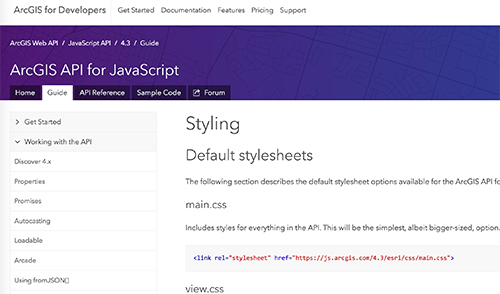 ArcGIS for Developers Get Started Documentation Features Pricing Support
ArcGIS Web API / JavaScript API / 4.3 / Guide
ArcGIS API for JavaScript
Home Guide API Reference Sample Code Forum
Get Started
Working with the API
Discover 4.x
Properties
Promises
Autocasting
Loadable
Arcade
Using fromJSON()
Styling
Default stylesheets
The following section describes the default stylesheet options available for the ArcGIS API fo
main.css
Includes styles for everything in the API. This will be the simplest, albeit bigger-sized, option.
<link rel="stylesheet" href="https://js.arcgis.com/4.3/esri/css/main.css">
view.css